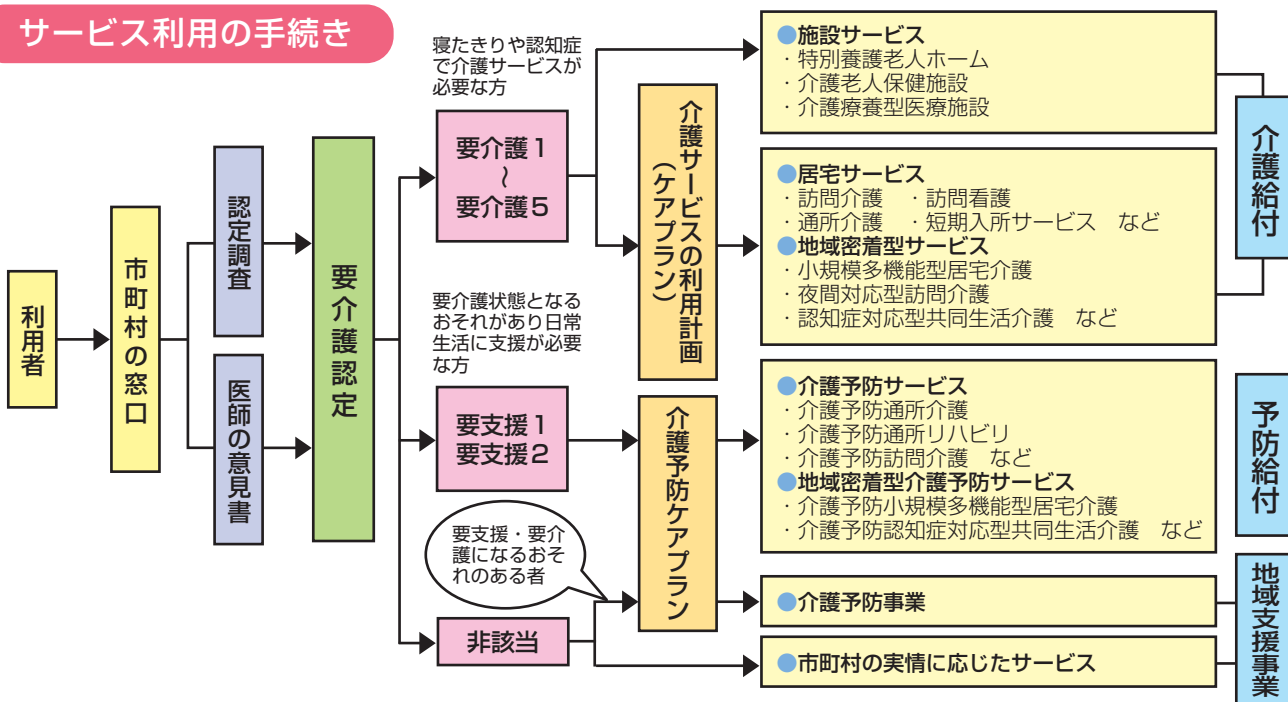 サービス利用の手続き
利用者
市町村の窓口
認定調査
医師の意見書
要介護認定
寝たきりや認知症
で介護サービスが
必要な方
要介護1
〜
要介護5
要介護状態となる
おそれがあり日常
生活に支援が必要
な方
要支援1
要支援2
要支援・要介
護になるおそ
れのある者
非該当
介護サービスの利用計画
（ケアプラン）
介護予防ケアプラン
●施設サービス
・特別養護老人ホーム
・介護老人保健施設
・介護療養型医療施設
●居宅サービス
・訪問介護　・訪問看護
・通所介護　・短期入所サービス　など
●地域密着型サービス
・小規模多機能型居宅介護
・夜間対応型訪問介護
・認知症対応型共同生活介護　など
●介護予防サービス
・介護予防通所介護
・介護予防通所リハビリ
・介護予防訪問介護　など
●地域密着型介護予防サービス
・介護予防小規模多機能型居宅介護
・介護予防認知症対応型共同生活介護　など
●介護予防事業
●市町村の実情に応じたサービス
介護給付
予防給付
地域支援事業